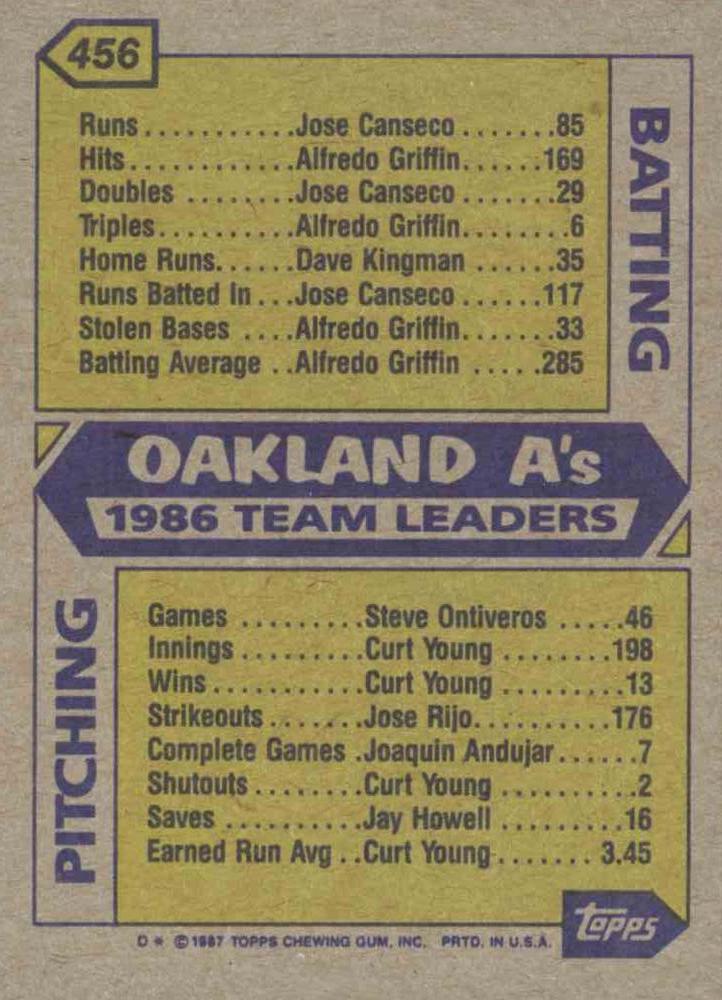 456
BATTING
Runs..........Jose Canseco.......85
Hits...........Alfredo Griffin......169
Doubles ........Jose Canseco.......29
Triples..........Alfredo Griffin........6
Home Runs......Dave Kingman ......35
Runs Batted In...Jose Canseco......117
Stolen Bases ....Alfredo Griffin.......33
Batting Average ..Alfredo Griffin .....285
OAKLAND A's
1986 TEAM LEADERS
PITCHING
Games .........Steve Ontiveros .....46
Innings.........Curt Young ........198
Wins...........Curt Young .........13
Strikeouts.......Jose Rijo..........176
Complete Games .Joaquin Andujar......7
Shutouts........Curt Young ..........2
Saves ..........Jay Howell .........16
Earned Run Avg ..Curt Young....... 3.45
topps
D* ©1987 TOPPS CHEWING GUM, INC. PRTD. IN U.S.A.